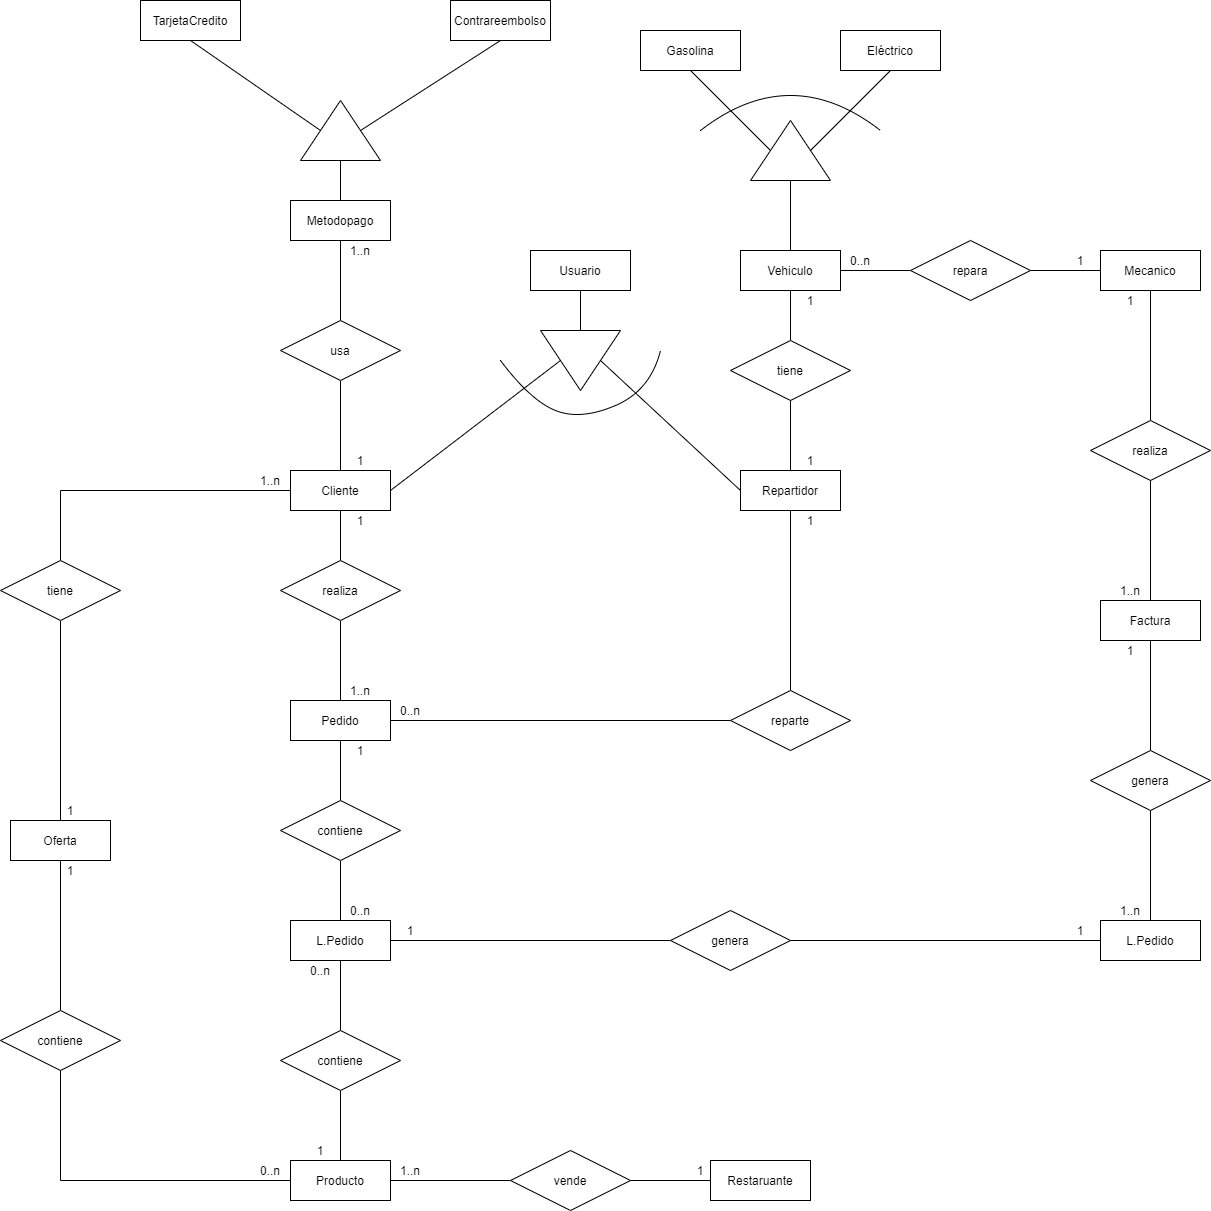 TarjetaCredito
Contrareembolso
Gasolina
Eléctrico
Metodopago
1..n
Usuario
Vehiculo
0..n
repara
1
Mecanico
1
1
usa
tiene
realiza
1
1
1..n
Cliente
Repartidor
1
1
tiene
realiza
1..n
Factura
1
1..n
0..n
Pedido
reparte
1
genera
1
Oferta
contiene
1
0..n
1..n
1
L.Pedido
genera
1
L.Pedido
0..n
contiene
contiene
1
0..n
Producto
1..n
vende
1
Restaruante